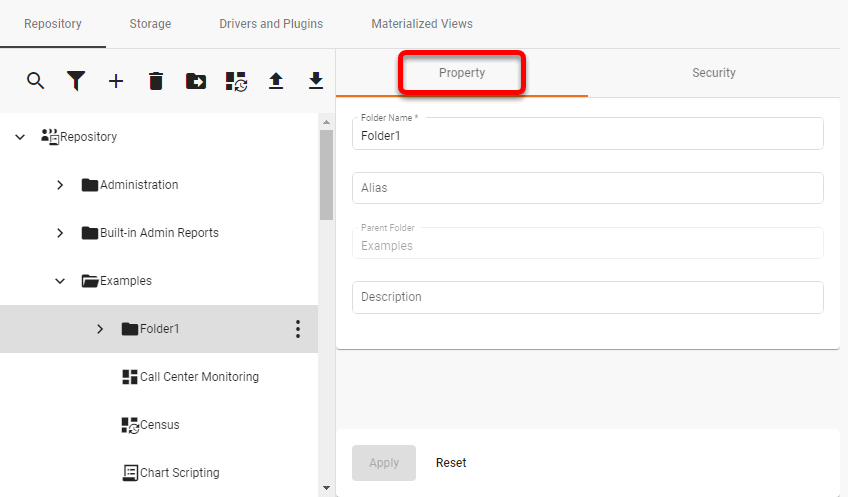 Repository Storage Drivers and Plugins Materialized Views
Property Security
Repository
Administration
Built-in Admin Reports
Examples
Folder1
Call Center Monitoring
Census
Chart Scripting
Folder Name *
Folder1
Alias
Parent Folder
Examples
Description
Apply Reset